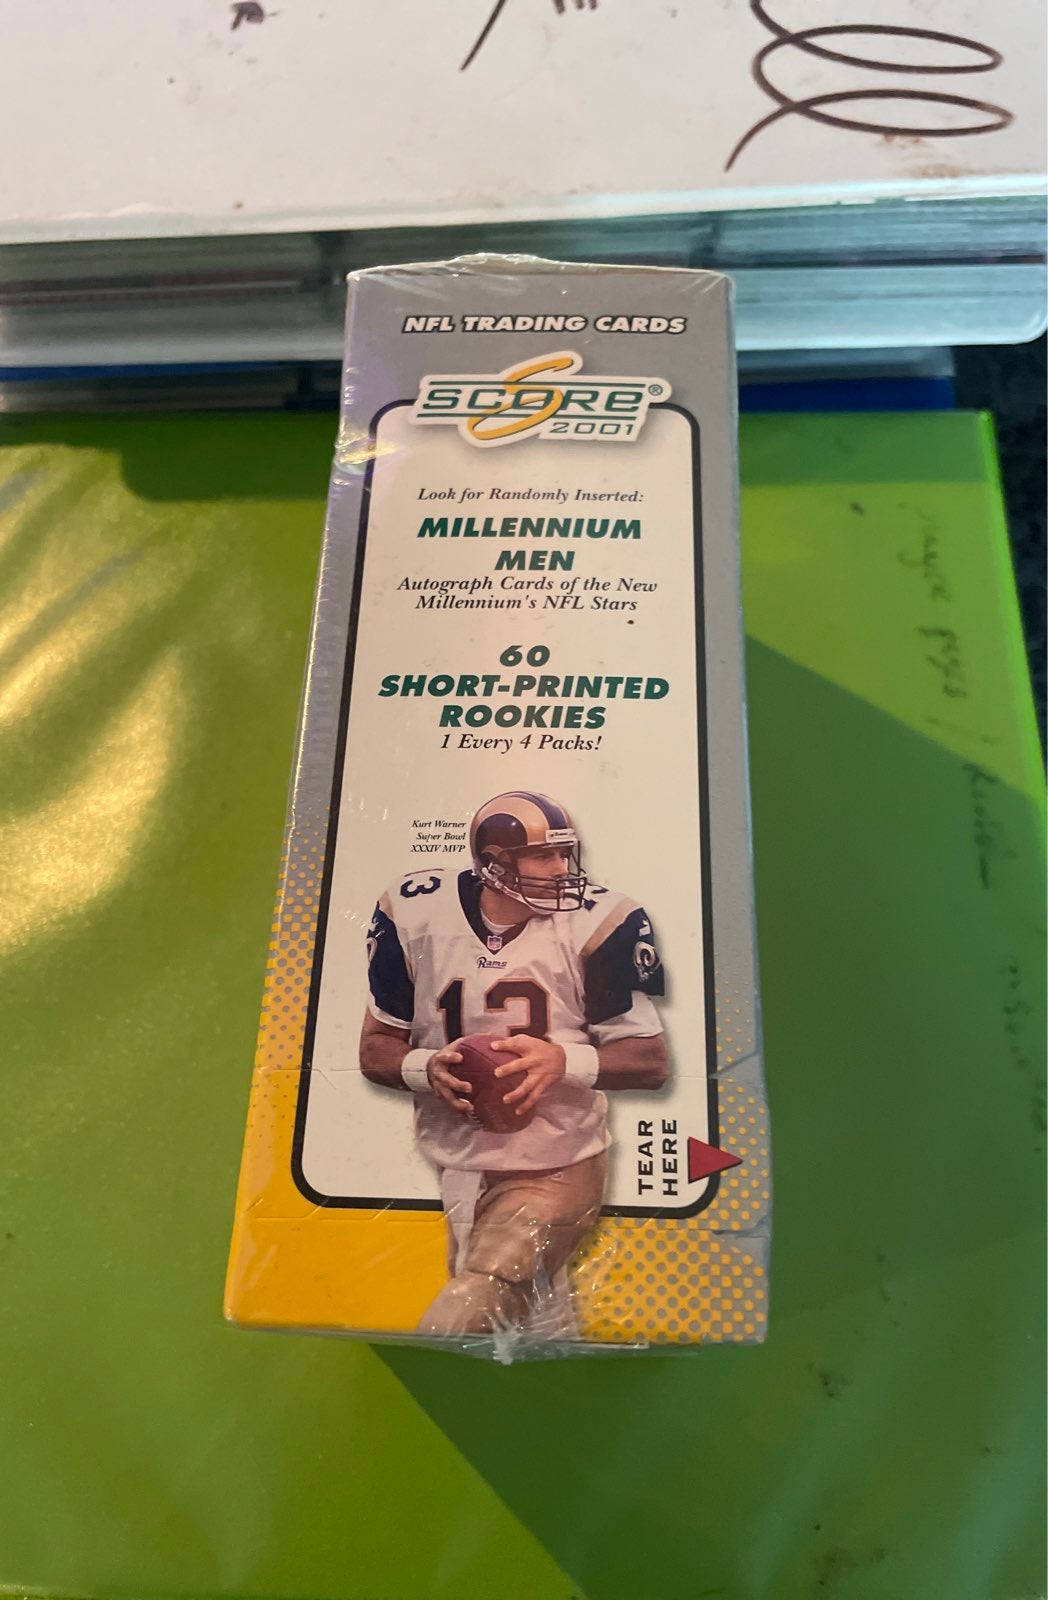 NFL TRADING CARDS
SCORE®
2001
Look for Randomly Inserted:
MILLENNIUM
MEN
Autograph Cards of the New
Millennium's NFL Stars
60
SHORT-PRINTED
ROOKIES
1 Every 4 Packs!
Kurt Warner
Super Bowl
XXXIV MVP
13
Rams
13
TEAR
HERE